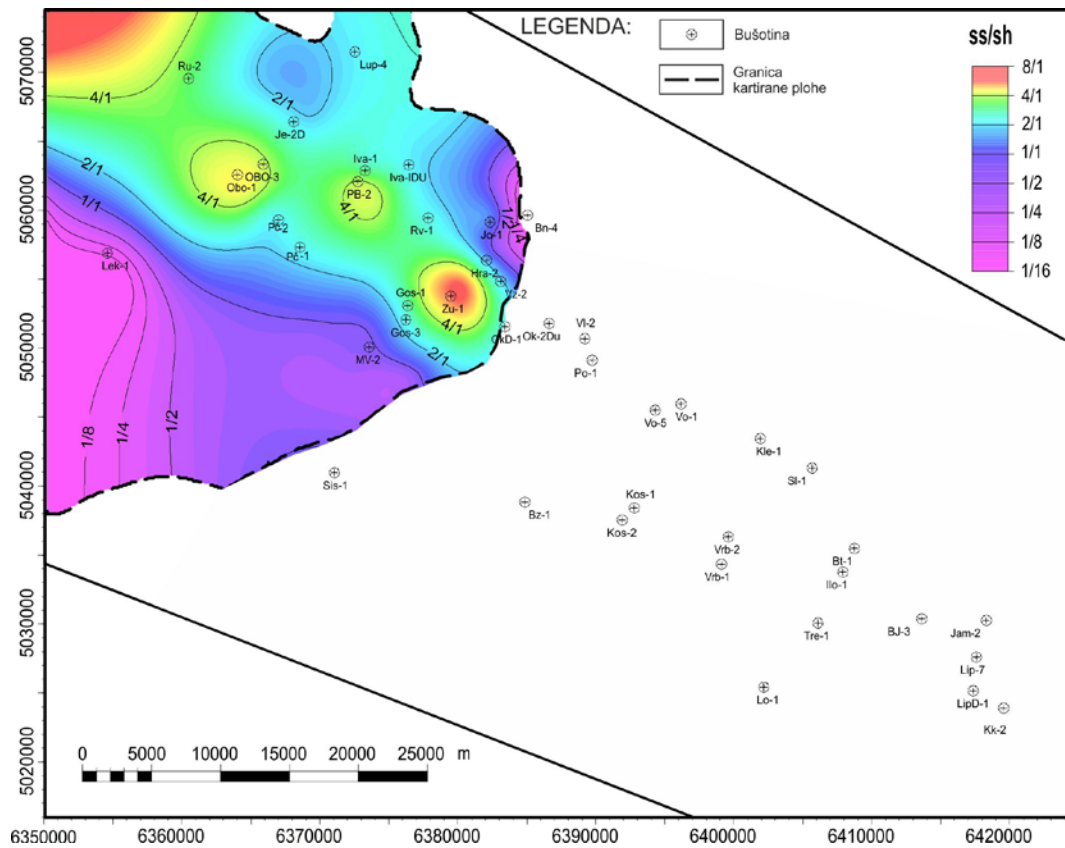 LEGENDA:
Bušotina
Granica
kartirane plohe
ss/sh
8/1
4/1
2/1
1/1
1/2
1/4
1/8
1/16
5070000
5060000
5050000
5040000
5030000
5020000
Ru-2
4/1
Lup-4
2/1
Je-2D
2/1
1/1
OBO-3
Obo-1
4/1
Iva-1
Iva-IDU
PB-2
4/1
Pč-2
Rv-1
Jo-1
1/2
1/4
Bn-4
Pč-1
Lek-1
Hra-2
Vz-2
Gos-1
Zu-1
4/1
Gos-3
2/1
MV-2
OkD-1
Ok-2Du
Vl-2
Po-1
1/8
1/4
1/2
Vo-5
Vo-1
Kle-1
Sl-1
Sis-1
Bz-1
Kos-1
Kos-2
Vrb-2
Vrb-1
Bt-1
Ilo-1
Tre-1
BJ-3
Jam-2
Lip-7
LipD-1
Lo-1
Kk-2
0 5000 10000 15000 20000 25000 m
6350000 6360000 6370000 6380000 6390000 6400000 6410000 6420000